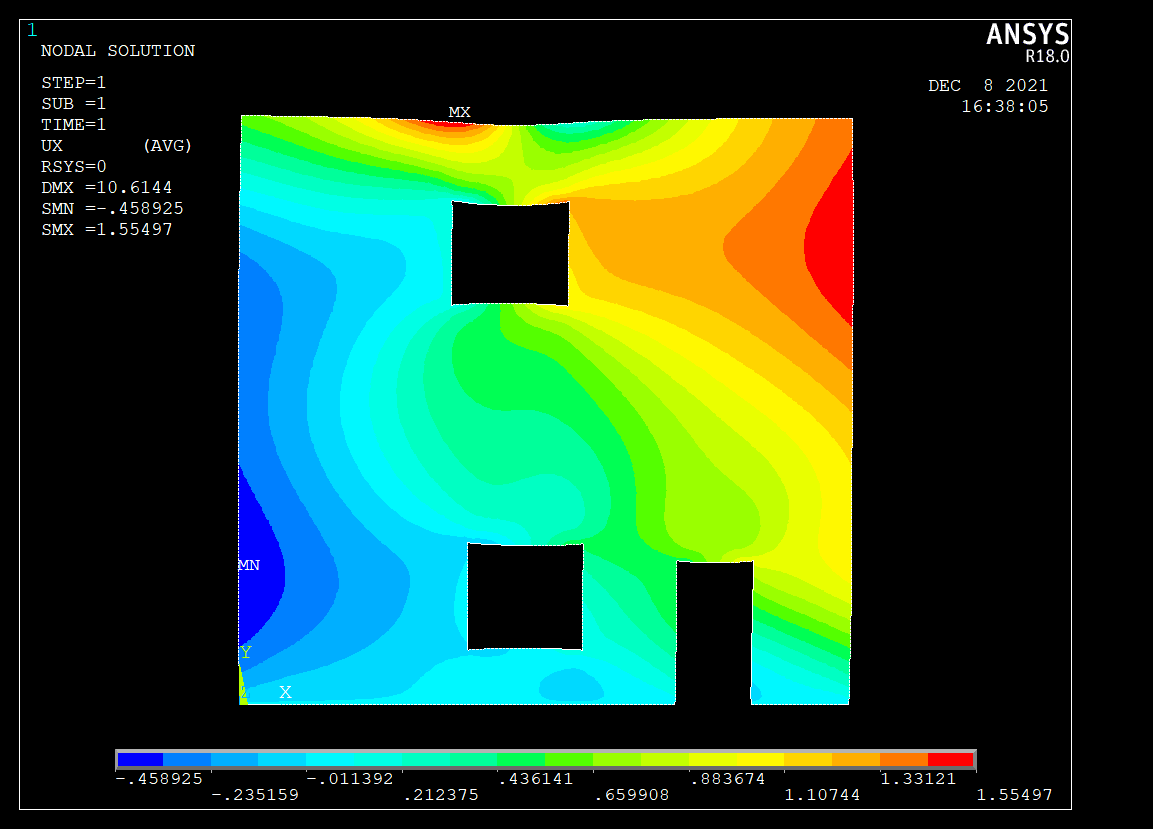 1
ANSYS
R18.0
NODAL SOLUTION
DEC 8 2021
16:38:05
STEP=1
SUB =1
TIME=1
UX (AVG)
RSYS=0
DMX =10.6144
SMN =-.458925
SMX =1.55497
MX
MN
Y
X
-.458925 -.011392 .436141 .883674 1.33121
-.235159 .212375 .659908 1.10744 1.55497